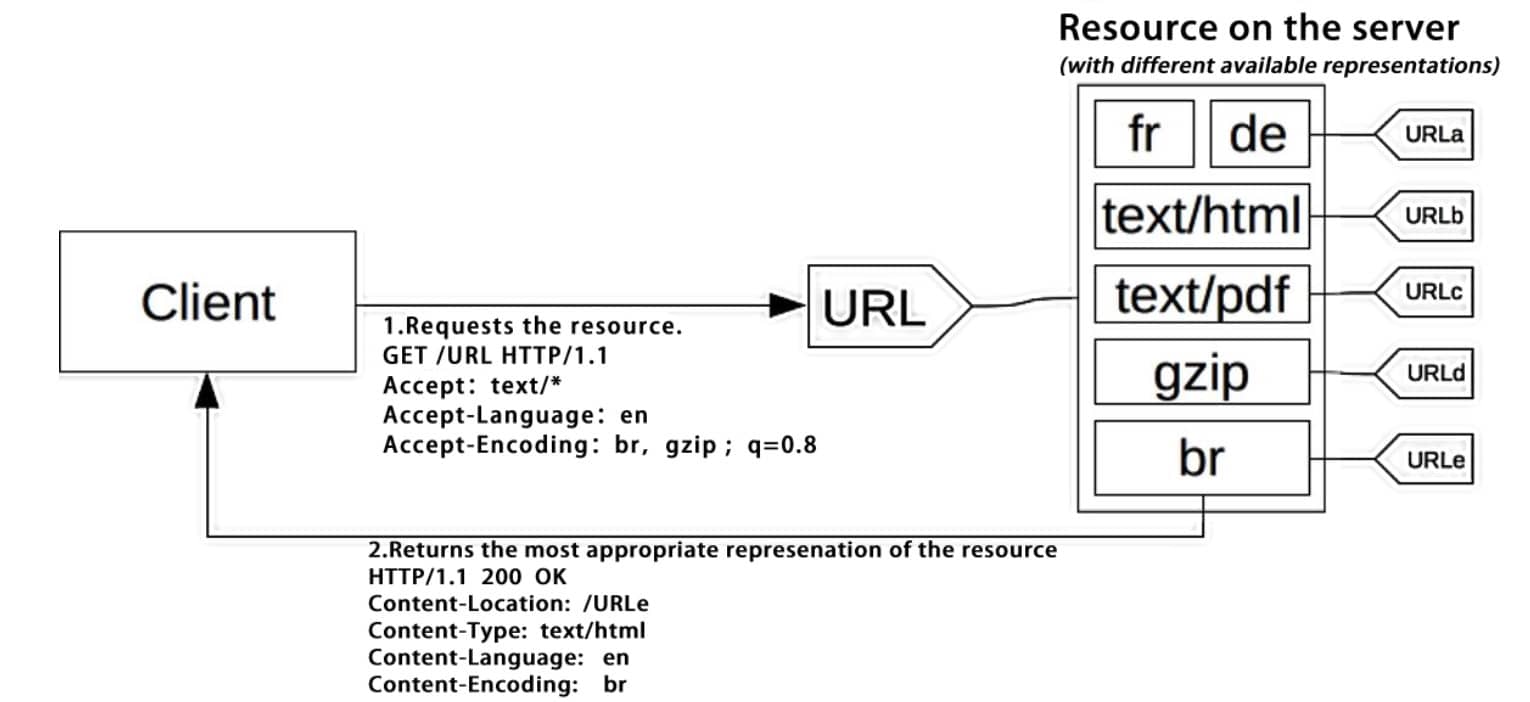 Resource on the server
(with different available representations)
fr de URLa
text/html URLb
Client
URL
text/pdf URLc
1.Requests the resource.
GET /URL HTTP/1.1
Accept: text/*
Accept-Language: en
Accept-Encoding: br, gzip ; q=0.8
gzip URLd
br URLe
2.Returns the most appropriate represenation of the resource
HTTP/1.1 200 OK
Content-Location: /URLe
Content-Type: text/html
Content-Language: en
Content-Encoding: br